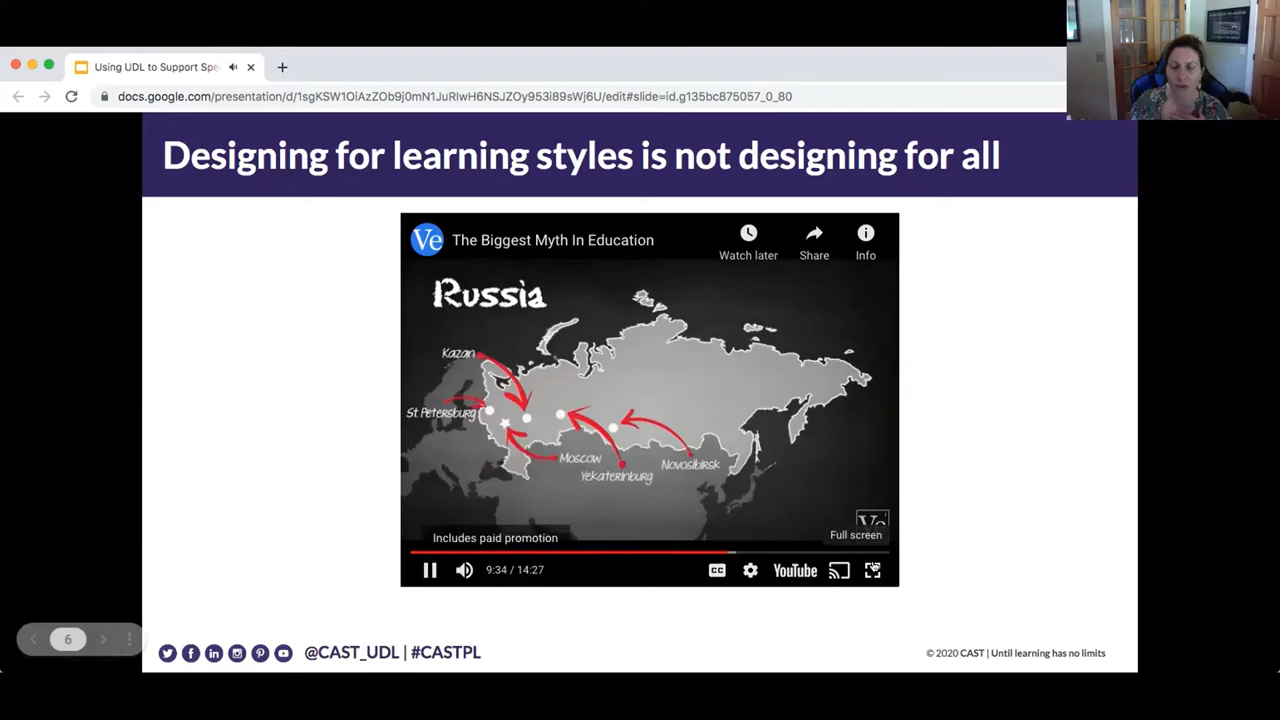 Using UDL to Support Spe
docs.google.com/presentation/d/1sgKSW1OiAzZOb9j0mN1JuRlwH6NSJZOy953i89sWj6U/edit#slide=id.g135bc875057_0_80
Designing for learning styles is not designing for all
Ve The Biggest Myth In Education
Watch later Share Info
Russia
Kazan
St. Petersburg
Moscow
Novosibirsk
Yekaterinburg
Ve
Includes paid promotion
Full screen
9:34 / 14:27
CC YouTube
6
@CAST_UDL | #CASTPL
© 2020 CAST | Until learning has no limits